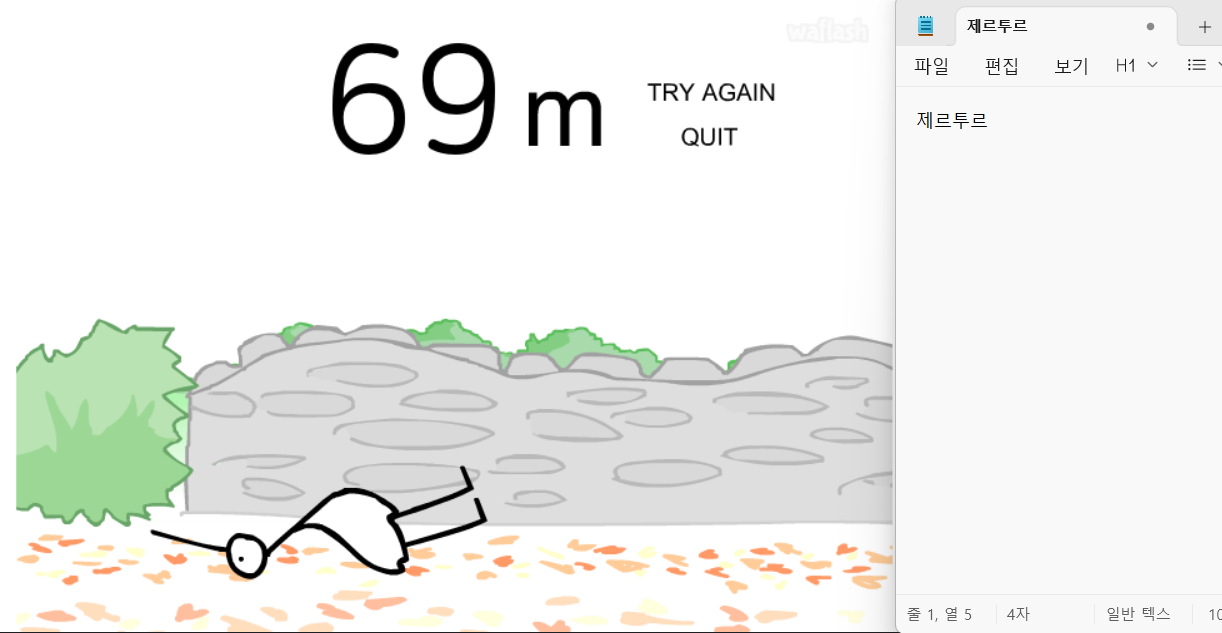 waflash
69 m
TRY AGAIN
QUIT
제르투르
파일 편집 보기 H1
제르투르
줄 1, 열 5 4자 일반 텍스트 10